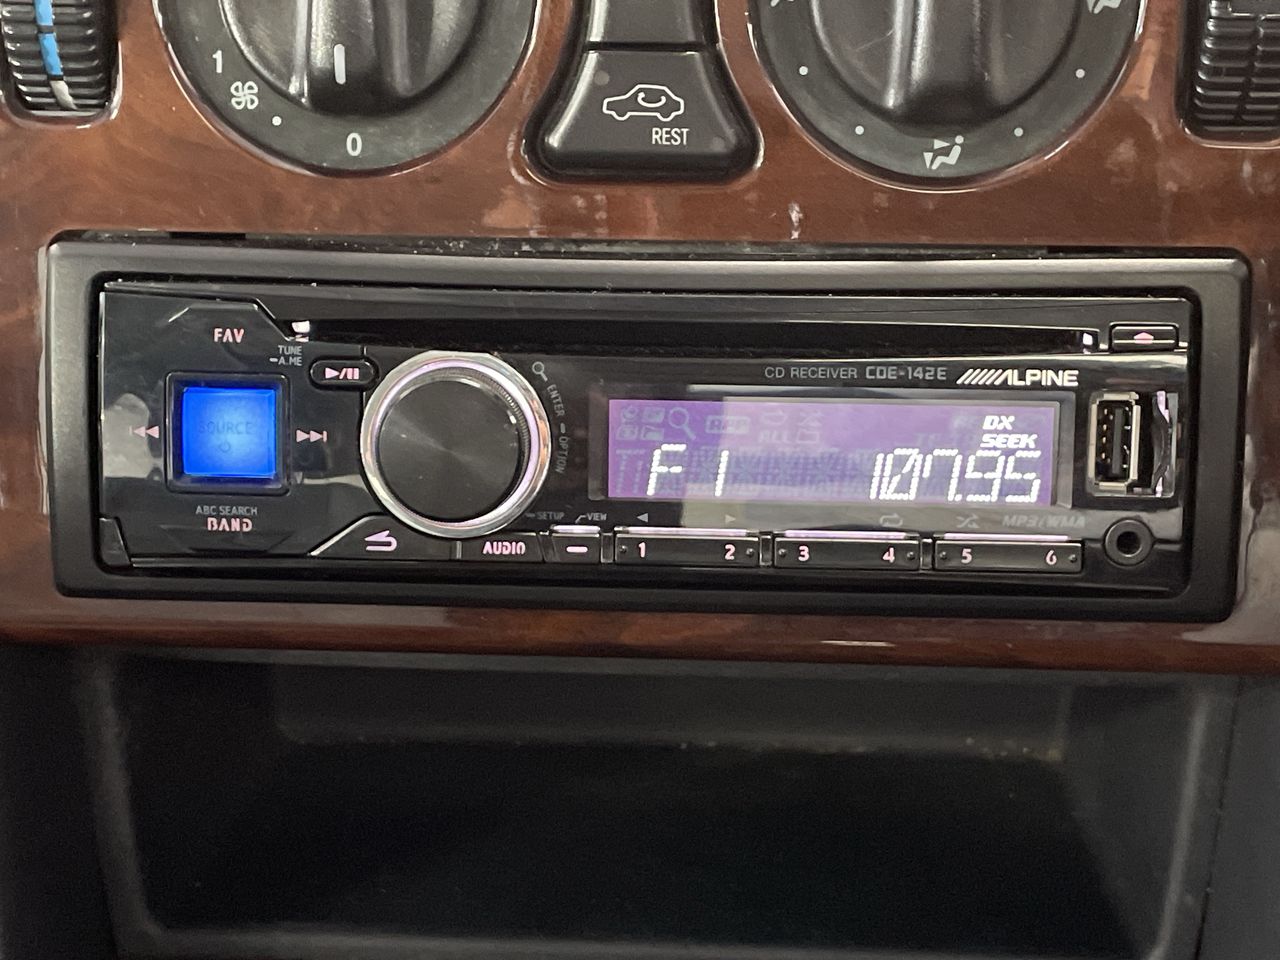 1
0
REST
FAV
TUNE
A.ME
ENTER
OPTION
CD RECEIVER CDE-142E ALPINE
SOURCE
DX
SEEK
F1 107.95
ABC SEARCH
BAND
SETUP
VIEW
MP3/WMA
AUDIO
1 2 3 4 5 6